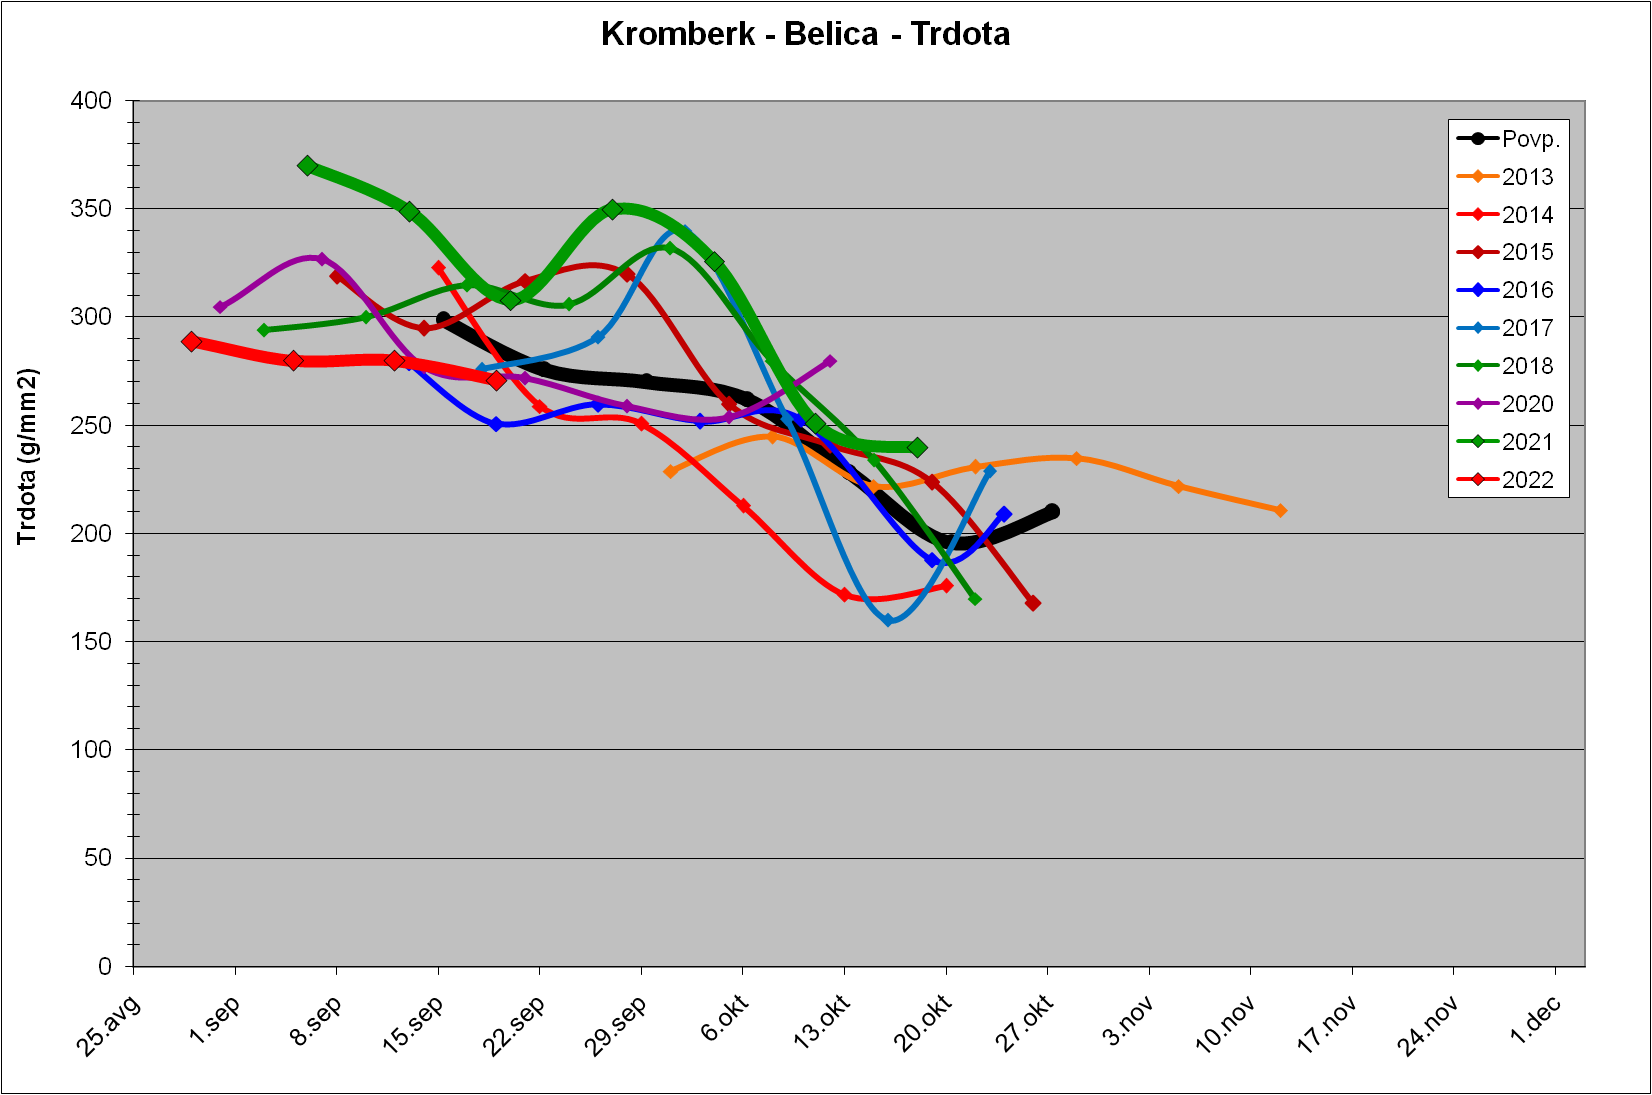 Kromberk - Belica - Trdota
Trdota (g/mm2)
400
350
300
250
200
150
100
50
0
25.avg
1.sep
8.sep
15.sep
22.sep
29.sep
6.okt
13.okt
20.okt
27.okt
3.nov
10.nov
17.nov
24.nov
1.dec
Povp.
2013
2014
2015
2016
2017
2018
2020
2021
2022